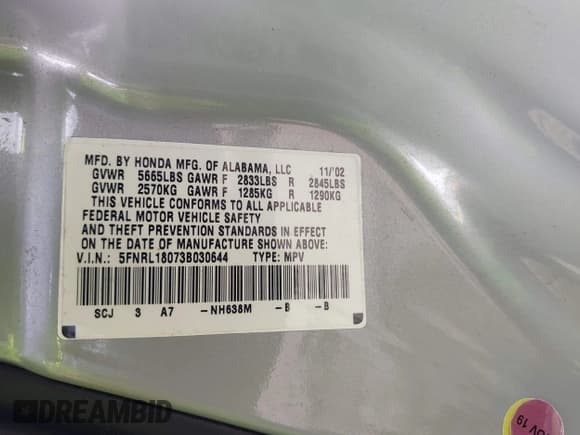 MFD. BY HONDA MFG. OF ALABAMA, LLC 11/'02
GVWR 5665LBS GAWR F 2833LBS R 2845LBS
GVWR 2570KG GAWR F 1285KG R 1290KG
THIS VEHICLE CONFORMS TO ALL APPLICABLE
FEDERAL MOTOR VEHICLE SAFETY
AND THEFT PREVENTION STANDARDS IN EFFECT
ON THE DATE OF MANUFACTURE SHOWN ABOVE:
V.I.N.: 5FNRL18073B030644 TYPE: MPV
SCJ 3 A7 -NH638M -B -B
NOV 19
DREAMBID